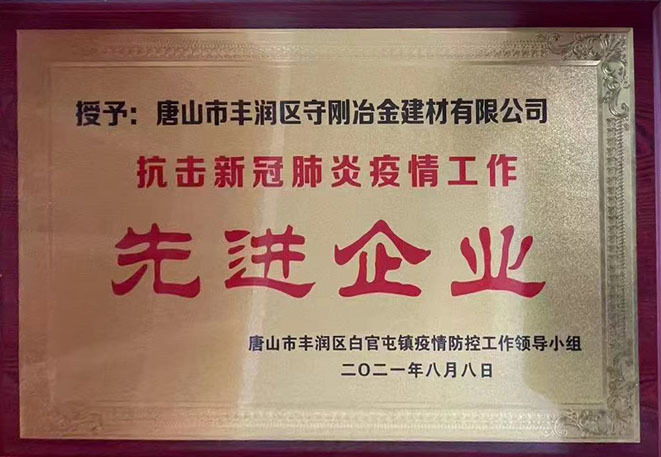 授予：唐山市丰润区守刚冶金建材有限公司
抗击新冠肺炎疫情工作
先进企业
唐山市丰润区白官屯镇疫情防控工作领导小组
二〇二一年八月八日